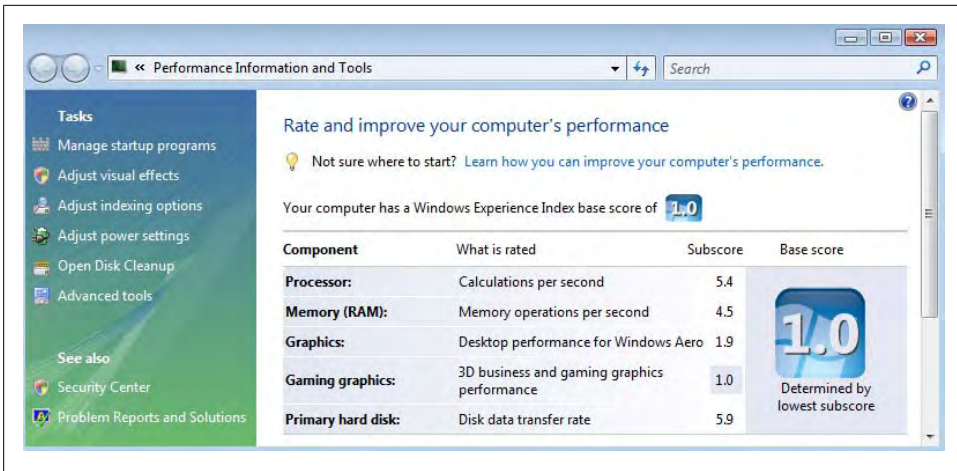 « Performance Information and Tools
Search
Tasks
Manage startup programs
Adjust visual effects
Adjust indexing options
Adjust power settings
Open Disk Cleanup
Advanced tools
See also
Security Center
Problem Reports and Solutions
Rate and improve your computer's performance
Not sure where to start? Learn how you can improve your computer's performance.
Your computer has a Windows Experience Index base score of 1.0
Component What is rated Subscore Base score
Processor: Calculations per second 5.4
Memory (RAM): Memory operations per second 4.5
Graphics: Desktop performance for Windows Aero 1.9
Gaming graphics: 3D business and gaming graphics
performance 1.0
Primary hard disk: Disk data transfer rate 5.9
1.0
Determined by
lowest subscore